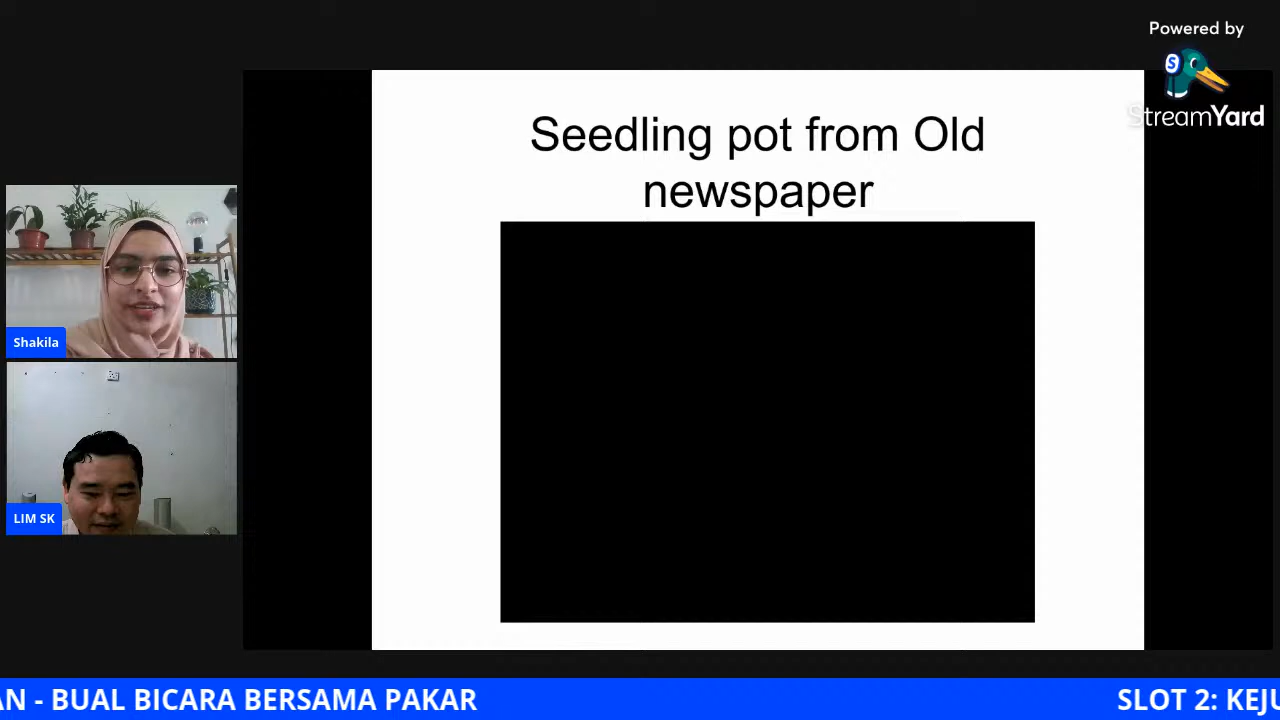 Powered by
StreamYard
Seedling pot from Old
newspaper
Shakila
LIM SK
AN - BUAL BICARA BERSAMA PAKAR
SLOT 2: KEJU